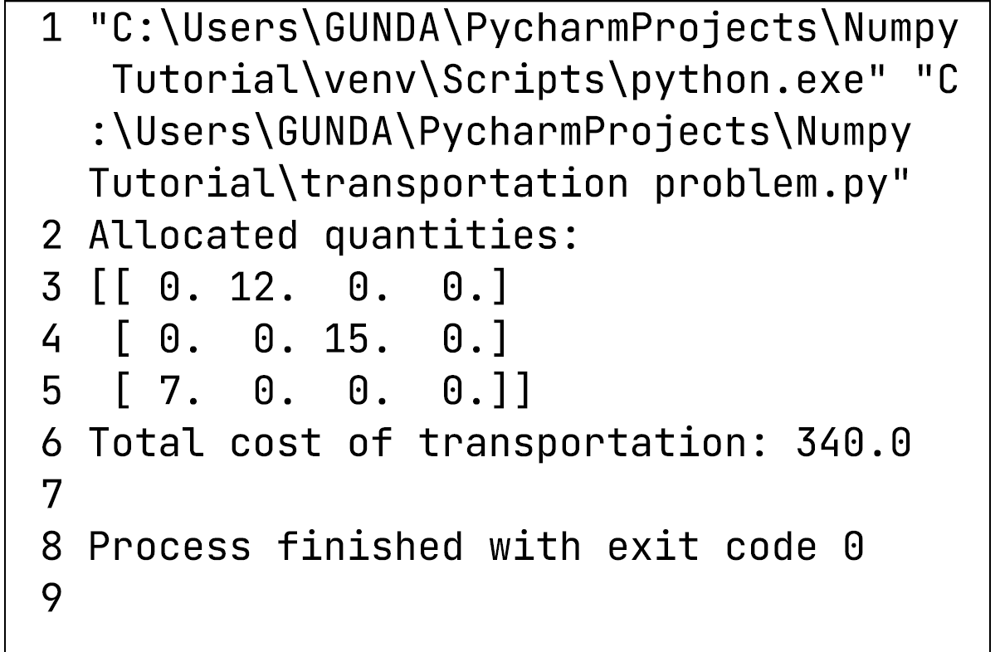 1 "C:\Users\GUNDA\PycharmProjects\Numpy
Tutorial\venv\Scripts\python.exe" "C
:\Users\GUNDA\PycharmProjects\Numpy
Tutorial\transportation problem.py"
2 Allocated quantities:
3 [[ 0. 12.  0.  0.]
4  [ 0.  0. 15.  0.]
5  [ 7.  0.  0.  0.]]
6 Total cost of transportation: 340.0
7
8 Process finished with exit code 0
9